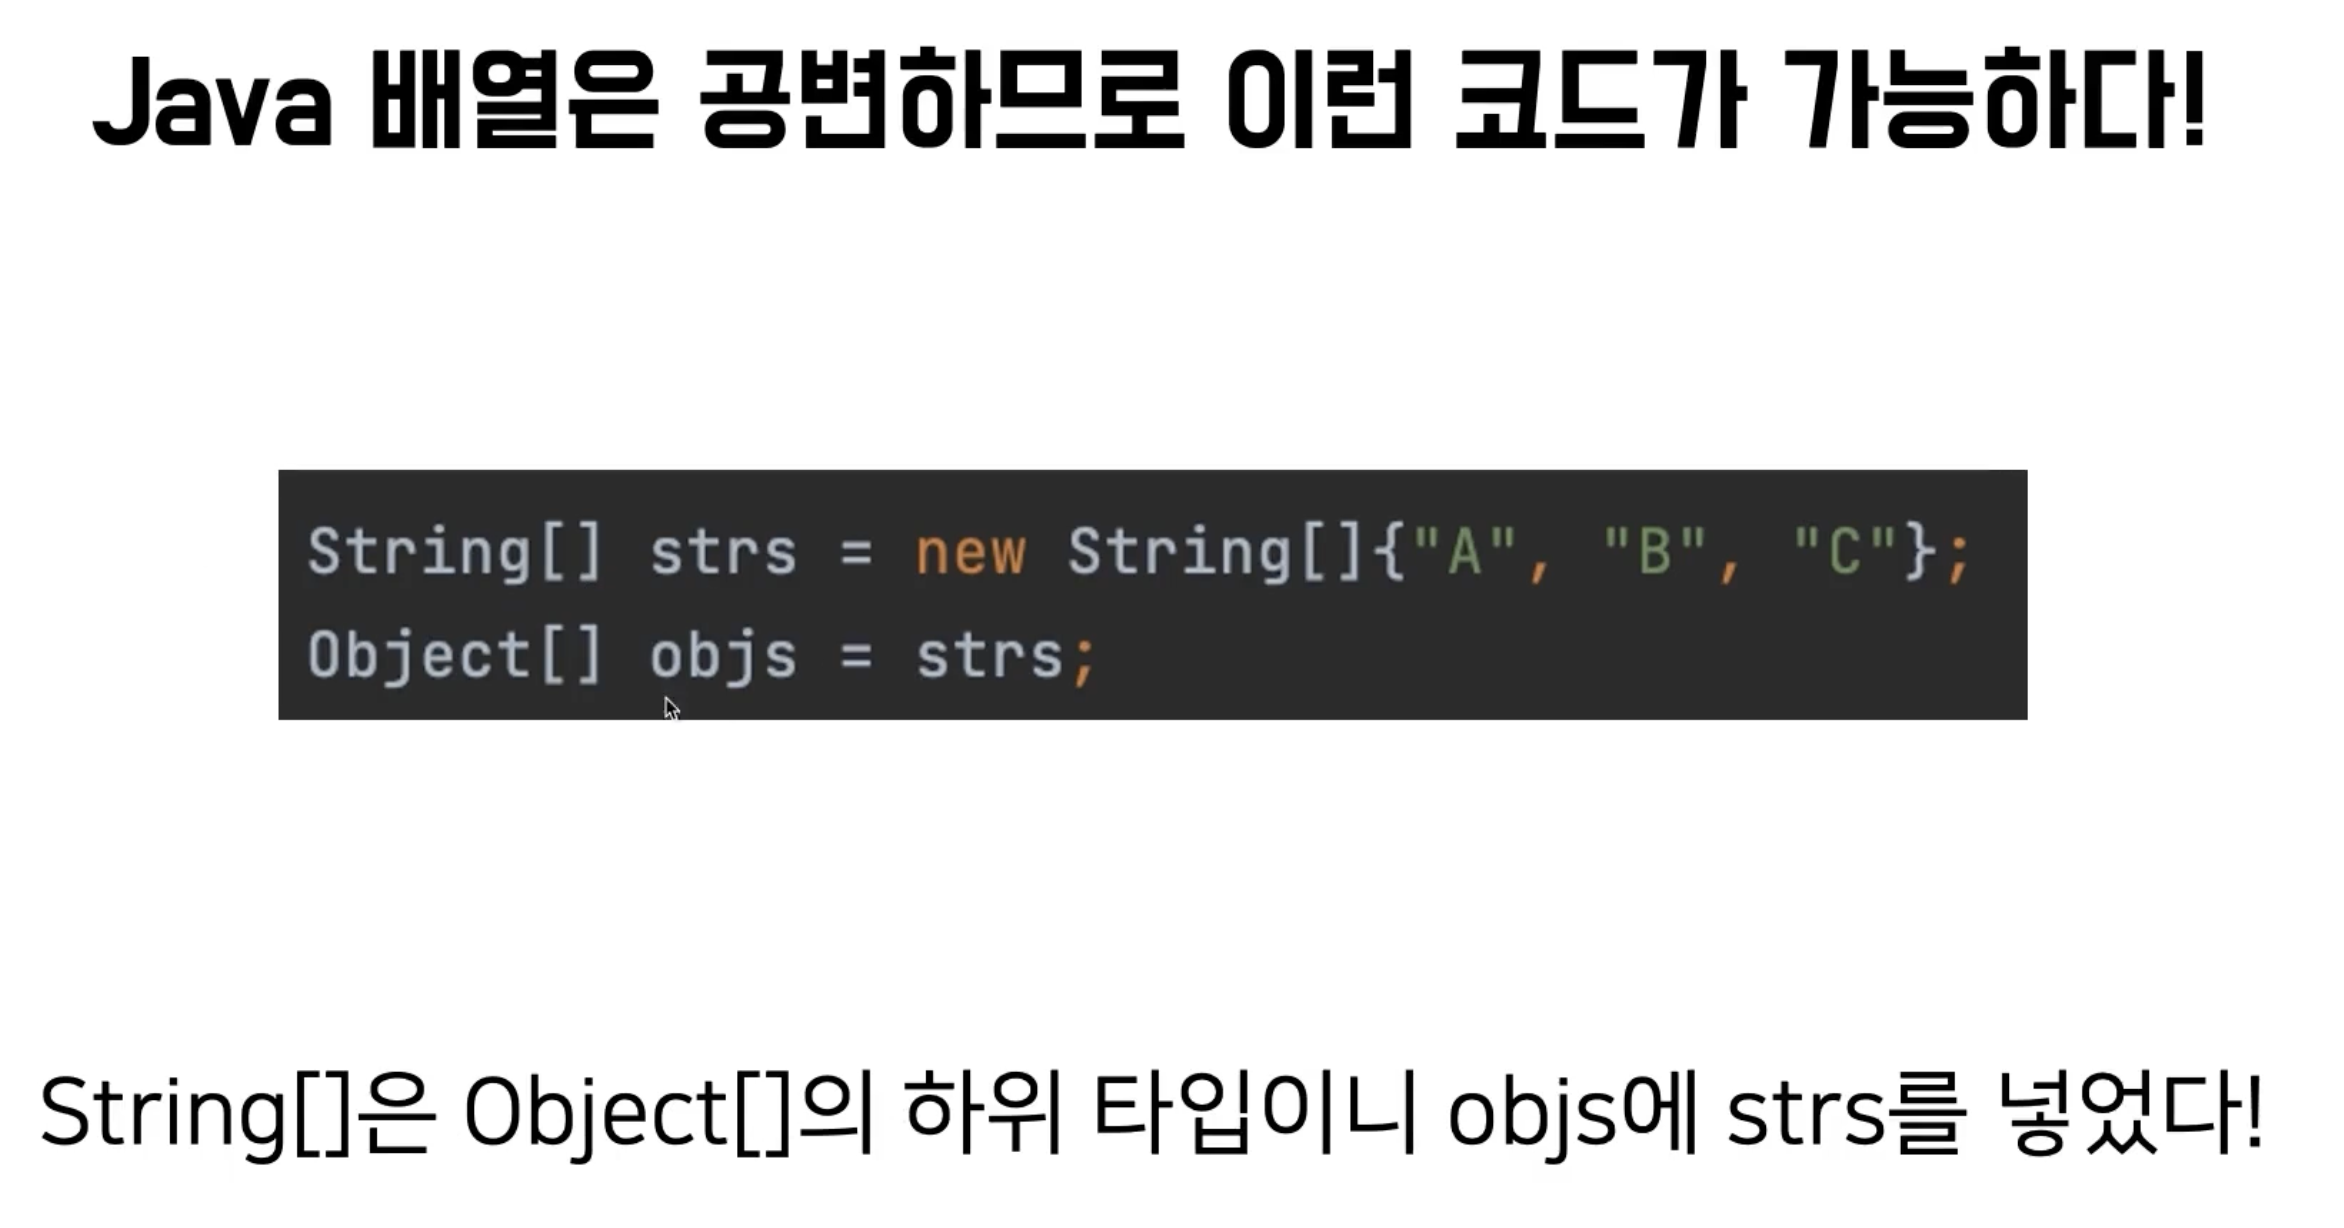 Java 배열은 공변하므로 이런 코드가 가능하다!
String[] strs = new String[]{"A", "B", "C"};
Object[] objs = strs;
String[]은 Object[]의 하위 타입이니 objs에 strs를 넣었다!